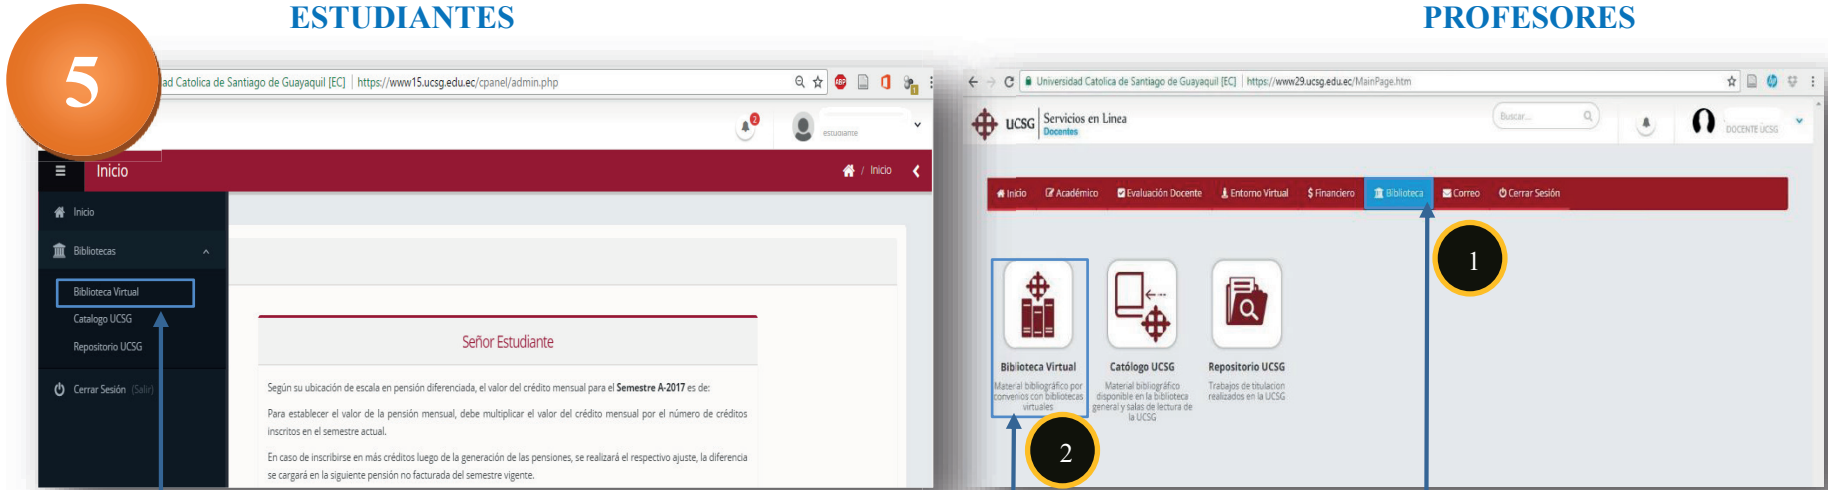 ESTUDIANTES
PROFESORES
5
ad Catolica de Santiago de Guayaquil [EC] | https://www15.ucsg.edu.ec/cpanel/admin.php
2
estudiante
Inicio
/ Inicio
Inicio
Bibliotecas
Biblioteca Virtual
Catalogo UCSG
Repositorio UCSG
Cerrar Sesión (Salir)
Señor Estudiante
Según su ubicación de escala en pensión diferenciada, el valor del crédito mensual para el Semestre A-2017 es de:
Para establecer el valor de la pensión mensual, debe multiplicar el valor del crédito mensual por el número de créditos
inscritos en el semestre actual.
En caso de inscribirse en más créditos luego de la generación de las pensiones, se realizará el respectivo ajuste, la diferencia
se cargará en la siguiente pensión no facturada del semestre vigente.
Universidad Catolica de Santiago de Guayaquil [EC] | https://www29.ucsg.edu.ec/MainPage.htm
UCSG Servicios en Linea
Docentes
Buscar...
DOCENTE UCSG
Inicio Académico Evaluación Docente Entorno Virtual $ Financiero Biblioteca Correo Cerrar Sesión
1
Biblioteca Virtual
Material bibliográfico por
convenios con bibliotecas
virtuales
Católogo UCSG
Material bibliográfico
disponible en la biblioteca
general y salas de lectura de
la UCSG
Repositorio UCSG
Trabajos de titulacion
realizados en la UCSG
2